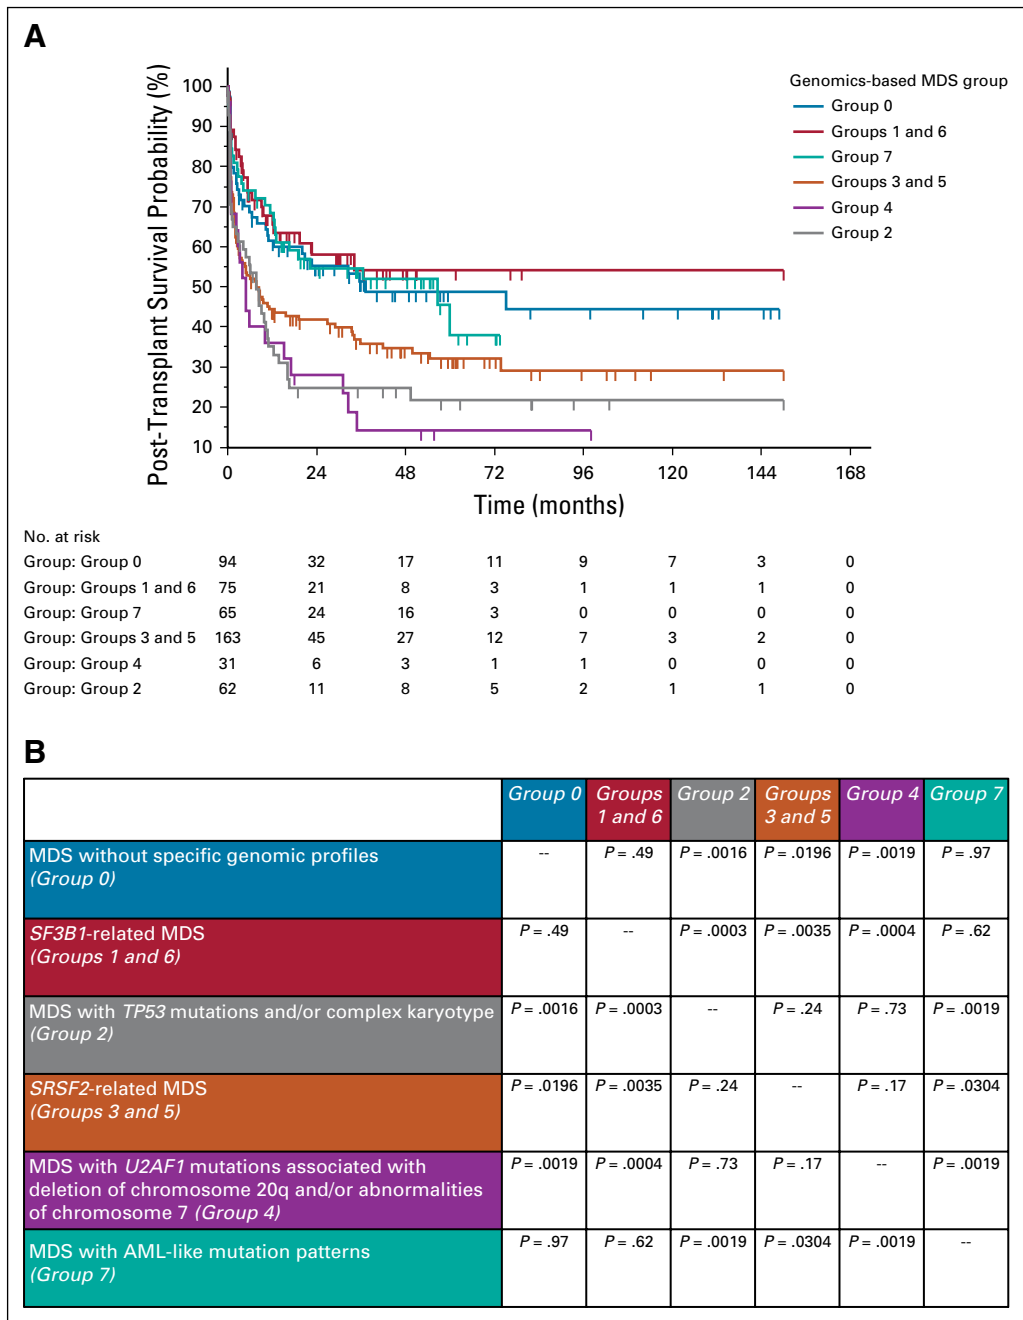 A
Post-Transplant Survival Probability (%)
100
90
80
70
60
50
40
30
20
10
0 24 48 72 96 120 144 168
Time (months)
Genomics-based MDS group
Group 0
Groups 1 and 6
Group 7
Groups 3 and 5
Group 4
Group 2
No. at risk
Group: Group 0 94 32 17 11 9 7 3 0
Group: Groups 1 and 6 75 21 8 3 1 1 1 0
Group: Group 7 65 24 16 3 0 0 0 0
Group: Groups 3 and 5 163 45 27 12 7 3 2 0
Group: Group 4 31 6 3 1 1 0 0 0
Group: Group 2 62 11 8 5 2 1 1 0
B
Group 0 Groups 1 and 6 Group 2 Groups 3 and 5 Group 4 Group 7
MDS without specific genomic profiles
(Group 0)
-- P = .49 P = .0016 P = .0196 P = .0019 P = .97
SF3B1-related MDS
(Groups 1 and 6)
P = .49 -- P = .0003 P = .0035 P = .0004 P = .62
MDS with TP53 mutations and/or complex karyotype
(Group 2)
P = .0016 P = .0003 -- P = .24 P = .73 P = .0019
SRSF2-related MDS
(Groups 3 and 5)
P = .0196 P = .0035 P = .24 -- P = .17 P = .0304
MDS with U2AF1 mutations associated with
deletion of chromosome 20q and/or abnormalities
of chromosome 7 (Group 4)
P = .0019 P = .0004 P = .73 P = .17 -- P = .0019
MDS with AML-like mutation patterns
(Group 7)
P = .97 P = .62 P = .0019 P = .0304 P = .0019 --